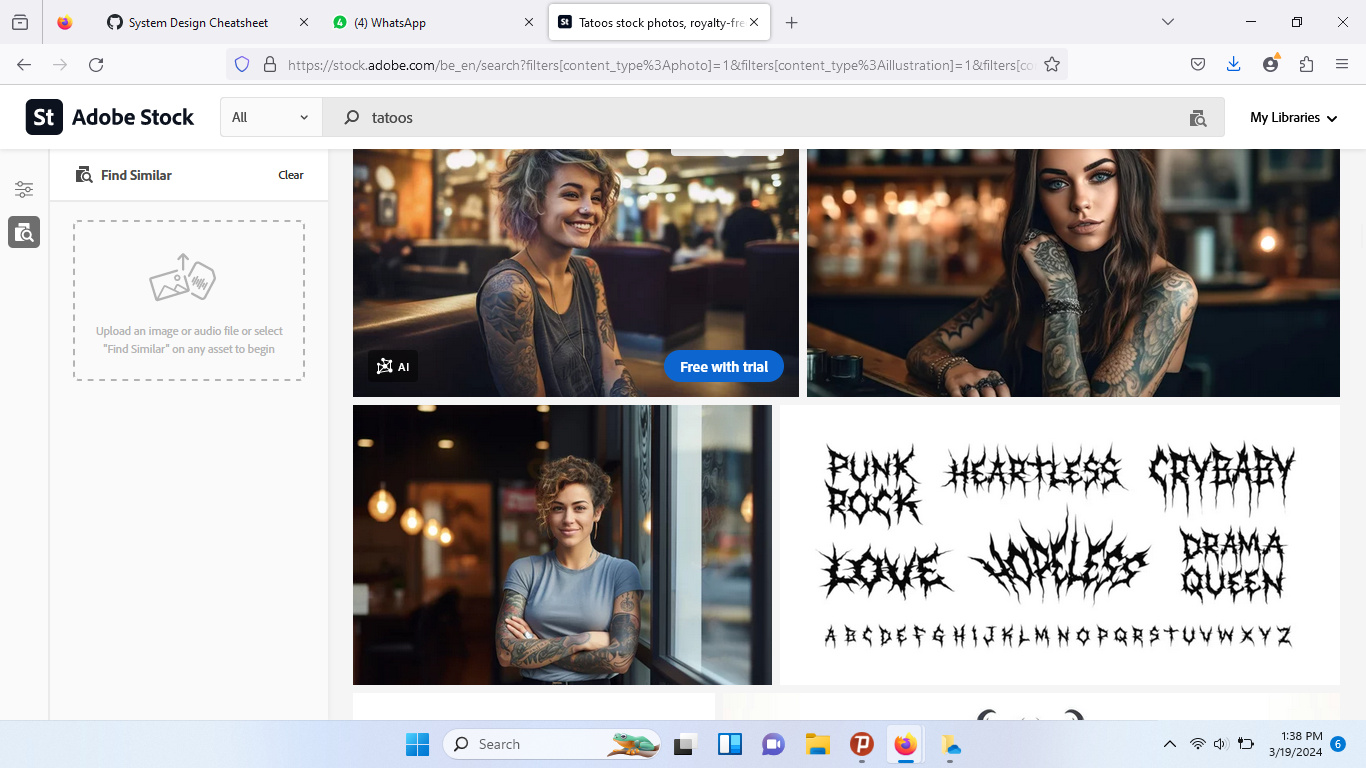 System Design Cheatsheet
(4) WhatsApp
Tatoos stock photos, royalty-fre
https://stock.adobe.com/be_en/search?filters[content_type%3Aphoto]=1&filters[content_type%3Aillustration]=1&filters[co
St Adobe Stock
All
tatoos
My Libraries
Find Similar
Clear
Upload an image or audio file or select
"Find Similar" on any asset to begin
AI
Free with trial
PUNK
ROCK
HEARTLESS
CRYBABY
LOVE
HOPELESS
DRAMA
QUEEN
A B C D E F G H I J K L M N O P Q R S T U V W X Y Z
Search
1:38 PM
3/19/2024
6